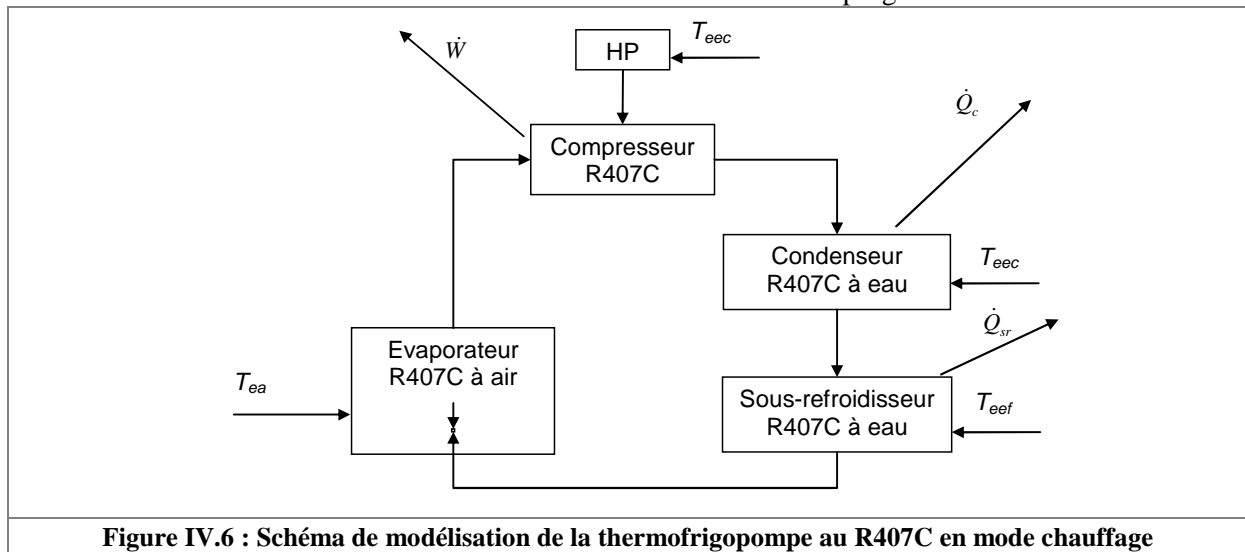 HP
T_eec
Ẇ
Q̇_c
Compresseur
R407C
Condenseur
R407C à eau
T_eec
Q̇_sr
Evaporateur
R407C à air
T_ea
Sous-refroidisseur
R407C à eau
T_eef
Figure IV.6 : Schéma de modélisation de la thermofrigopompe au R407C en mode chauffage